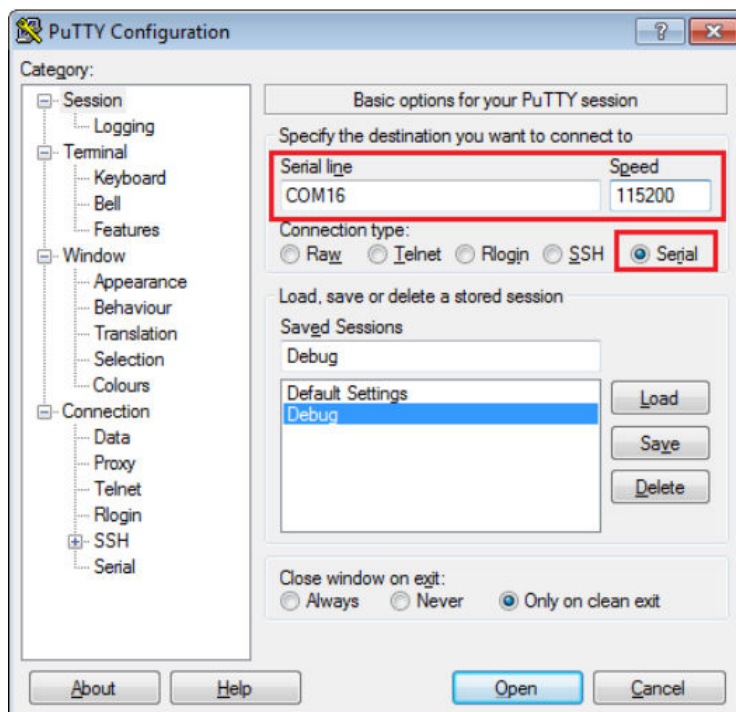 PuTTY Configuration
Category:
Session
Logging
Terminal
Keyboard
Bell
Features
Window
Appearance
Behaviour
Translation
Selection
Colours
Connection
Data
Proxy
Telnet
Rlogin
SSH
Serial
Basic options for your PuTTY session
Specify the destination you want to connect to
Serial line Speed
COM16 115200
Connection type:
Raw Telnet Rlogin SSH Serial
Load, save or delete a stored session
Saved Sessions
Debug
Default Settings
Debug
Load
Save
Delete
Close window on exit:
Always Never Only on clean exit
About Help Open Cancel